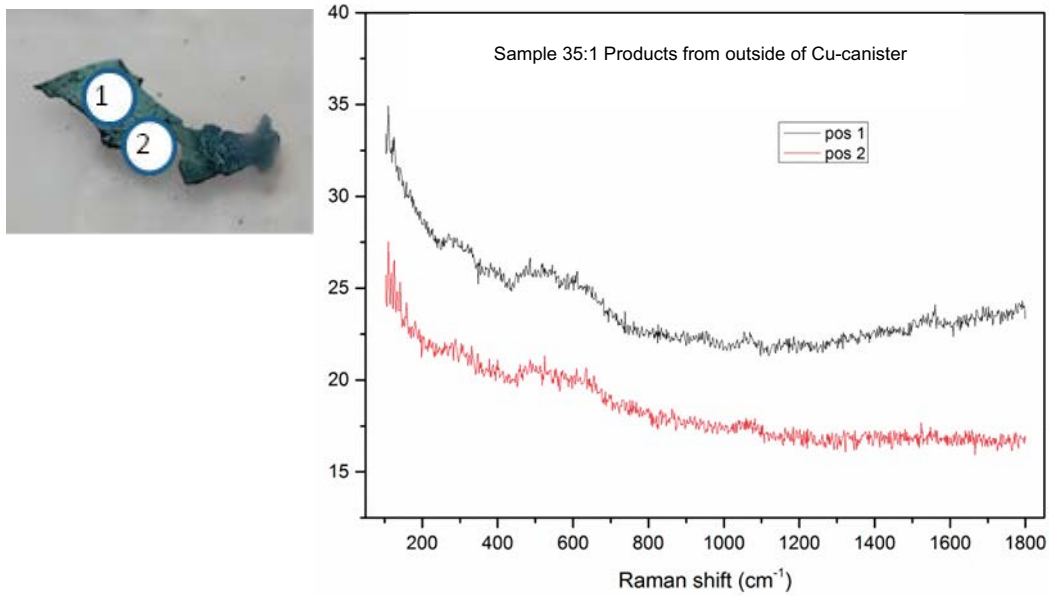 1
2
Sample 35:1 Products from outside of Cu-canister
pos 1
pos 2
40
35
30
25
20
15
200 400 600 800 1000 1200 1400 1600 1800
Raman shift (cm⁻¹)